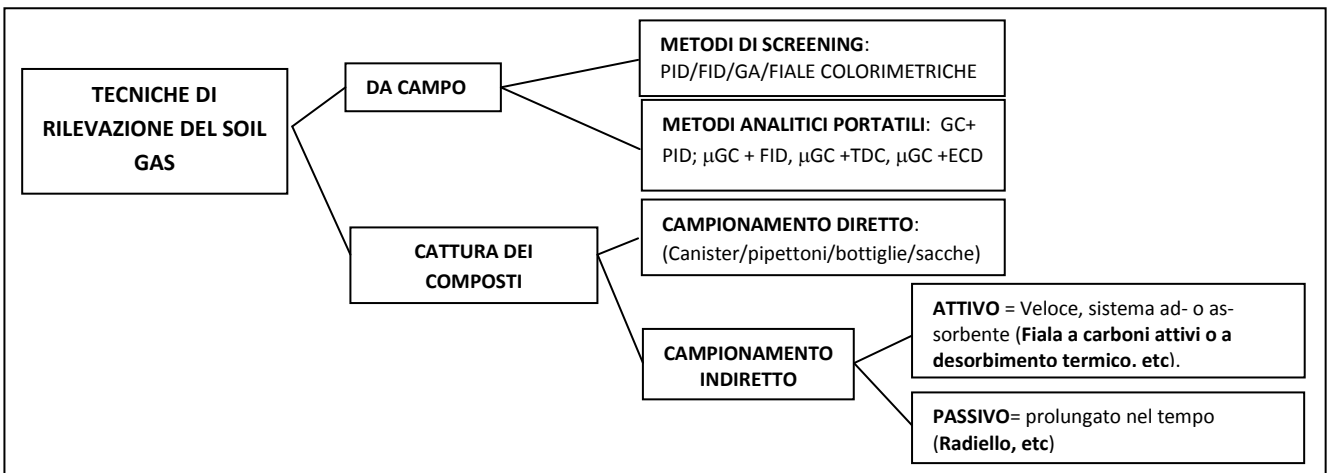 TECNICHE DI
RILEVAZIONE DEL SOIL
GAS
DA CAMPO
METODI DI SCREENING:
PID/FID/GA/FIALE COLORIMETRICHE
METODI ANALITICI PORTATILI: GC+
PID; μGC + FID, μGC +TDC, μGC +ECD
CATTURA DEI
COMPOSTI
CAMPIONAMENTO DIRETTO:
(Canister/pipettoni/bottiglie/sacche)
CAMPIONAMENTO
INDIRETTO
ATTIVO = Veloce, sistema ad- o as-
sorbente (Fiala a carboni attivi o a
desorbimento termico. etc).
PASSIVO= prolungato nel tempo
(Radiello, etc)